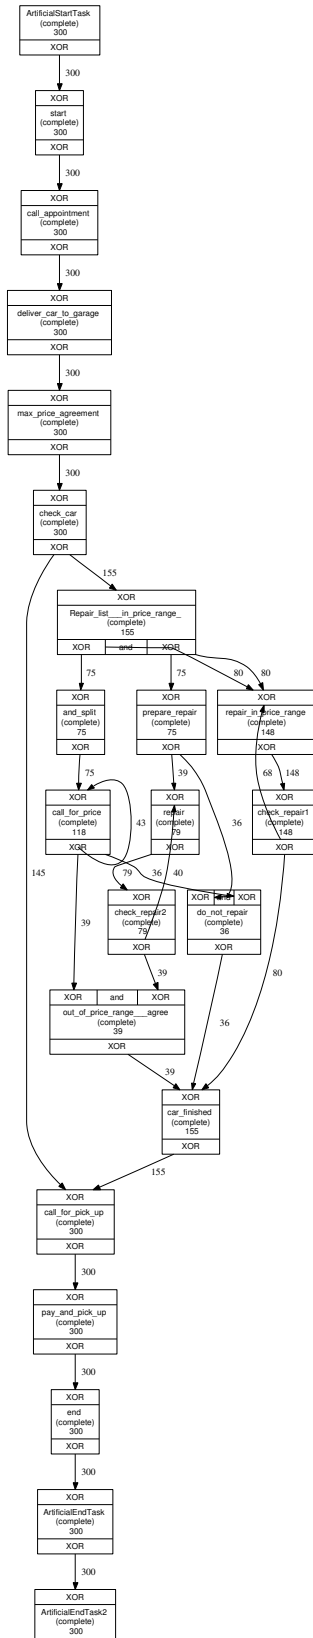 ArtificialStartTask
(complete)
300
XOR
300
XOR
start
(complete)
300
XOR
300
XOR
call_appointment
(complete)
300
XOR
300
XOR
deliver_car_to_garage
(complete)
300
XOR
300
XOR
max_price_agreement
(complete)
300
XOR
300
XOR
check_car
(complete)
300
XOR
155
XOR
Repair_list___in_price_range_
(complete)
155
XOR and XOR
75 75 80 80
XOR XOR XOR
and_split prepare_repair repair_in_price_range
(complete) (complete) (complete)
75 75 148
XOR XOR XOR
75 39 68 148
XOR XOR XOR
call_for_price repair check_repair1
(complete) (complete) (complete)
118 79 148
XOR XOR XOR
43 36
145 79 36 40
XOR XOR and XOR
check_repair2 do_not_repair
(complete) (complete)
79 36
XOR XOR
39 39 80
XOR and XOR
out_of_price_range___agree
(complete)
39
XOR
36
39
XOR
car_finished
(complete)
155
XOR
155
XOR
call_for_pick_up
(complete)
300
XOR
300
XOR
pay_and_pick_up
(complete)
300
XOR
300
XOR
end
(complete)
300
XOR
300
XOR
ArtificialEndTask
(complete)
300
XOR
300
XOR
ArtificialEndTask2
(complete)
300